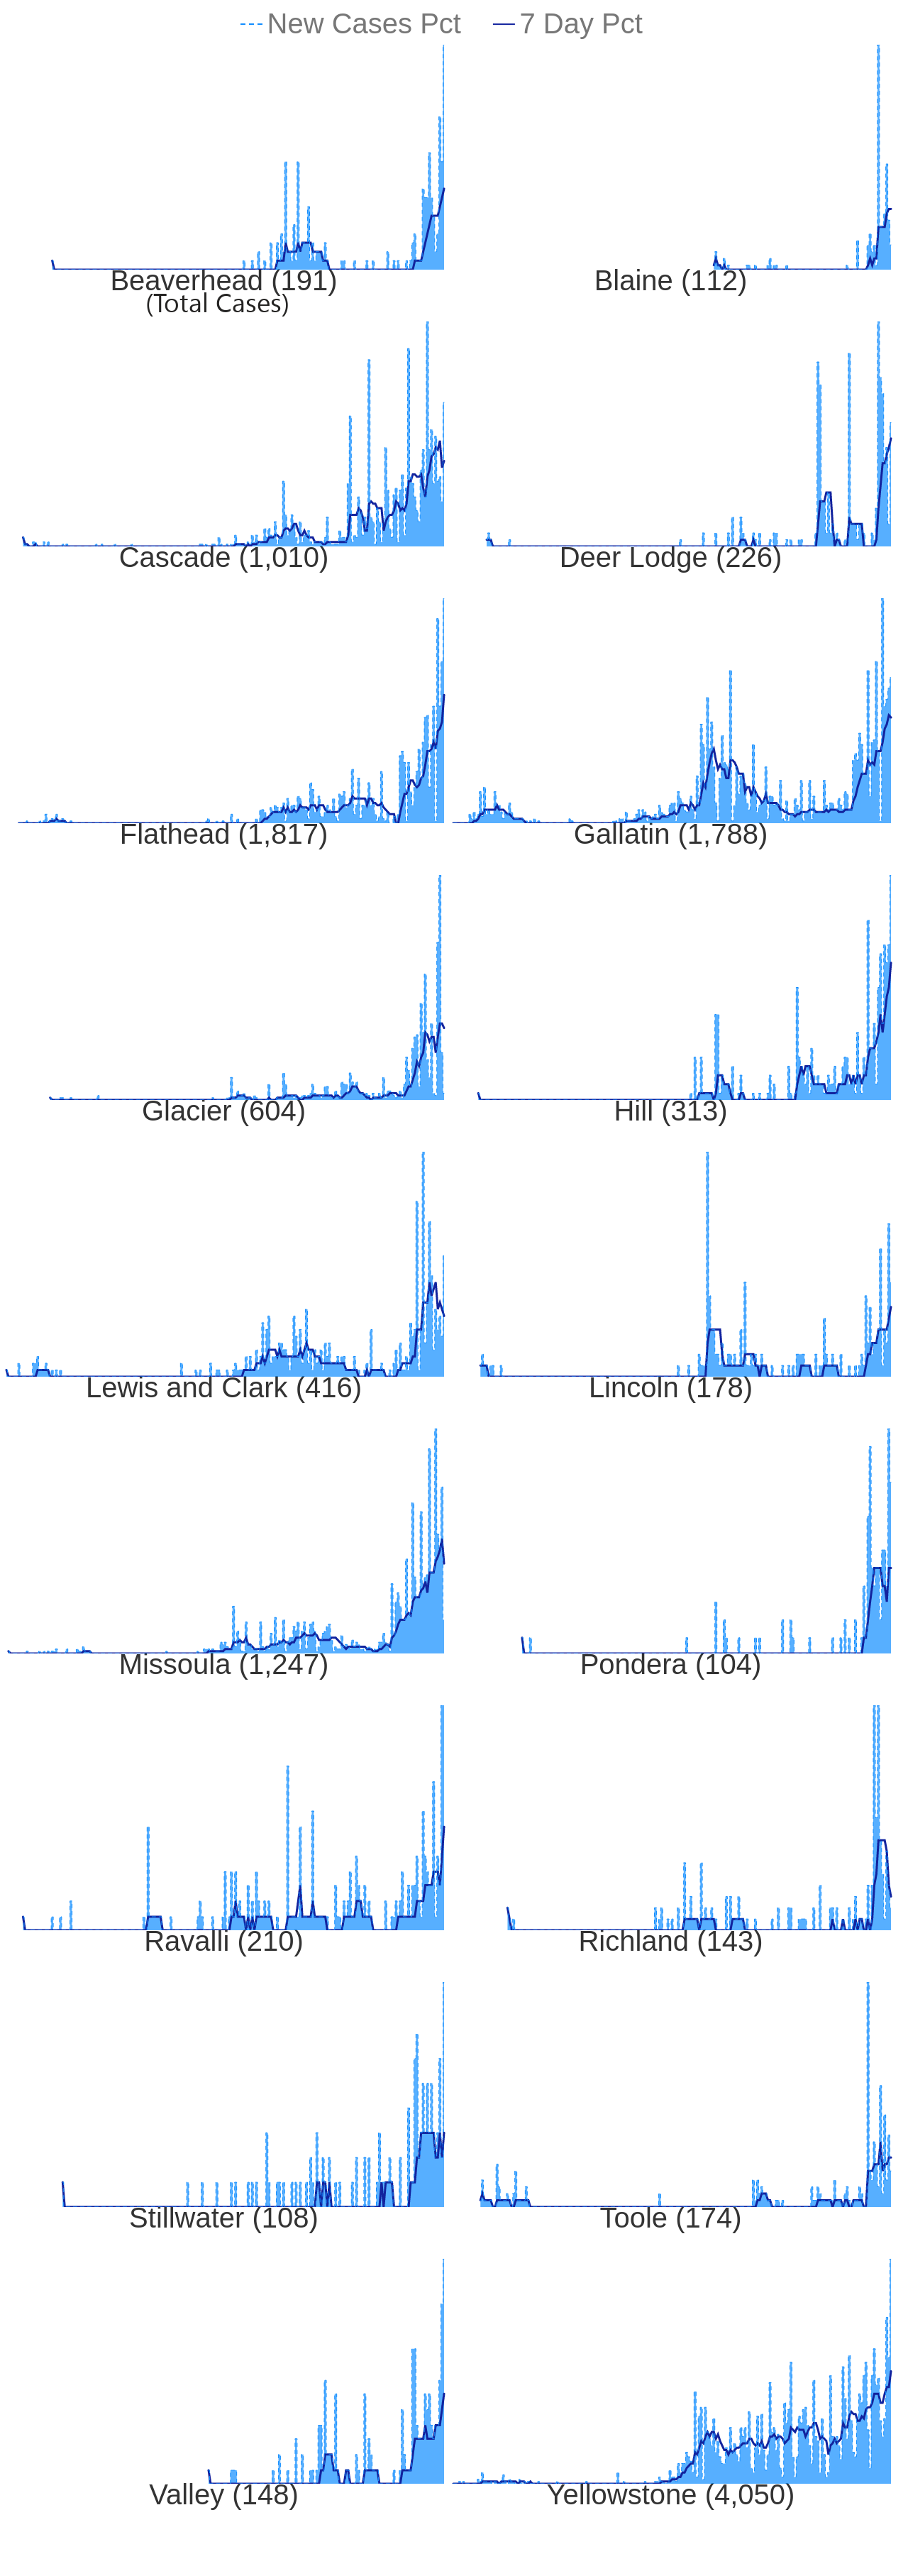 New Cases Pct 7 Day Pct
Beaverhead (191) Blaine (112)
(Total Cases)
Cascade (1,010) Deer Lodge (226)
Flathead (1,817) Gallatin (1,788)
Glacier (604) Hill (313)
Lewis and Clark (416) Lincoln (178)
Missoula (1,247) Pondera (104)
Ravalli (210) Richland (143)
Stillwater (108) Toole (174)
Valley (148) Yellowstone (4,050)